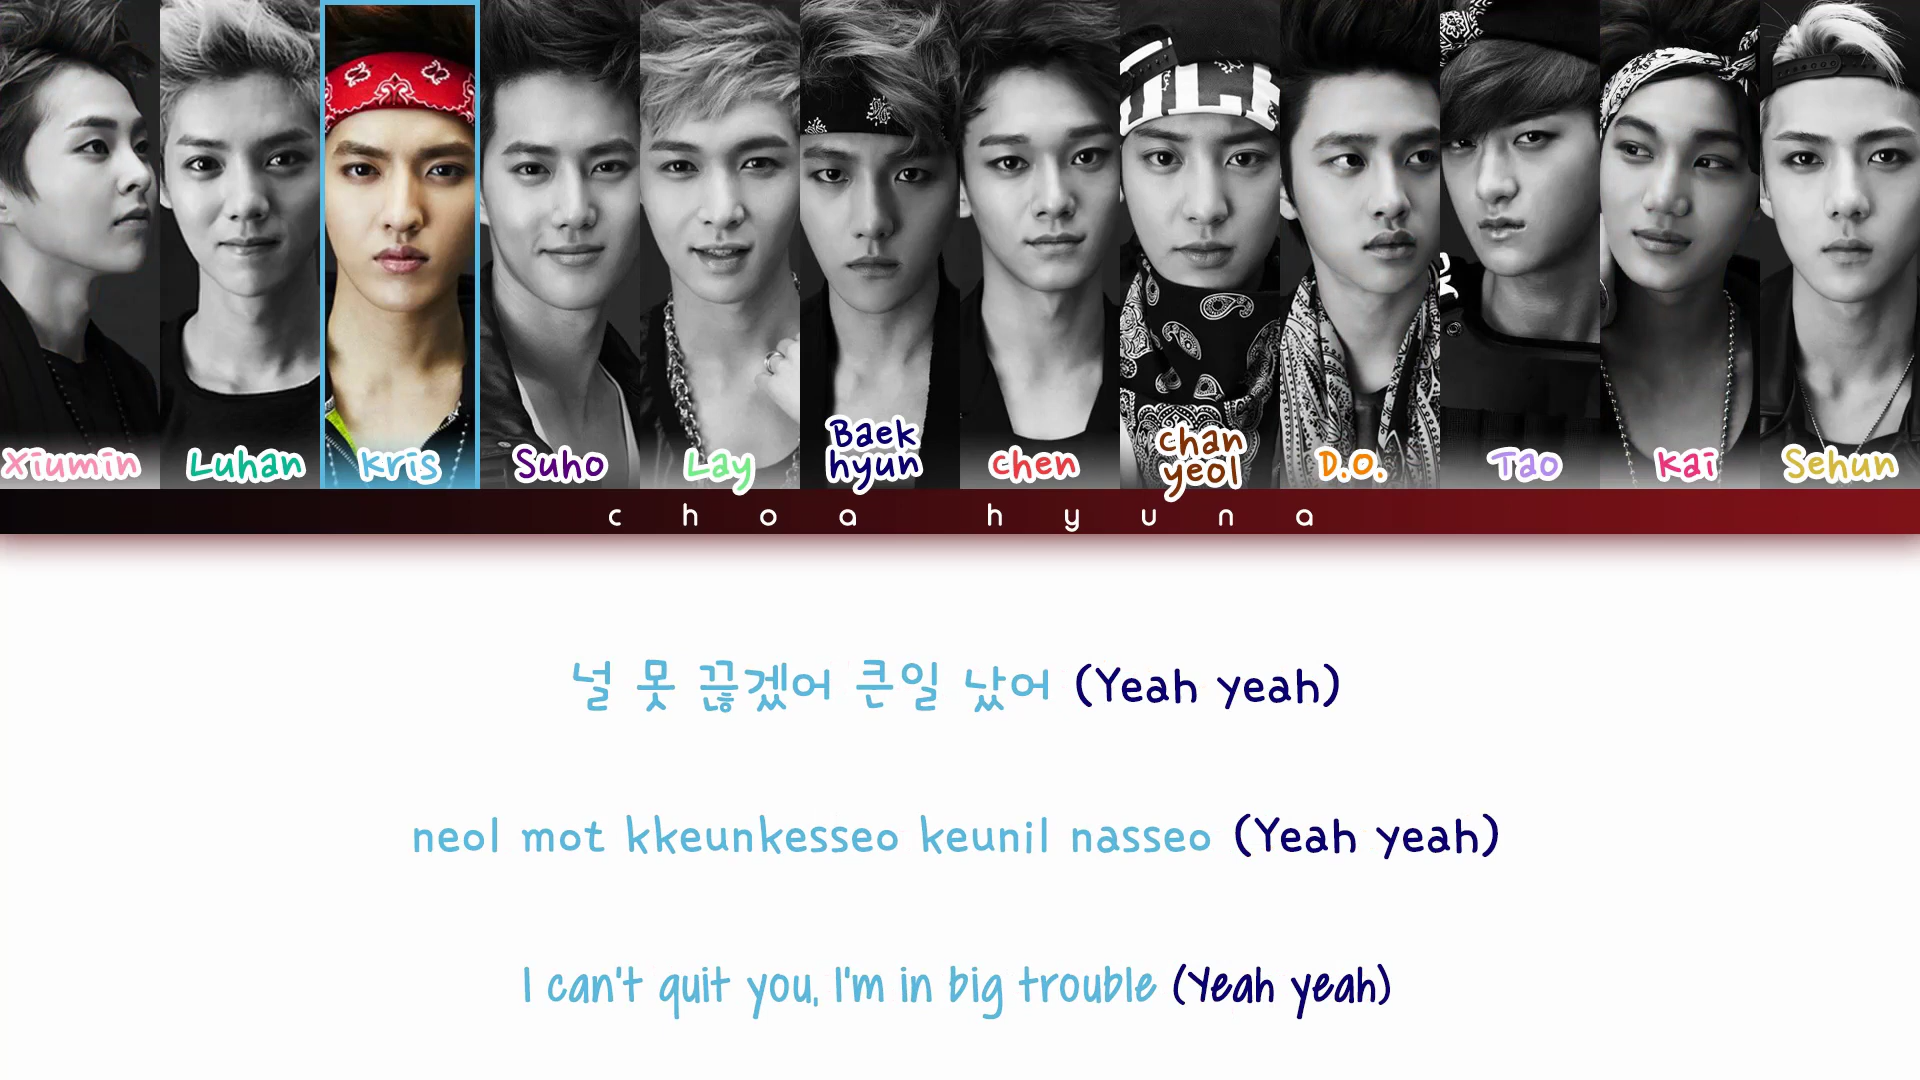 Xiumin
Luhan
Kris
Suho
Lay
Baek
hyun
Chen
Chan
yeol
D.O.
Tao
Kai
Sehun
choa hyuna
널 못 끊겠어 큰일 났어 (Yeah yeah)
neol mot kkeunkesseo keunil nasseo (Yeah yeah)
I can't quit you, I'm in big trouble (Yeah yeah)